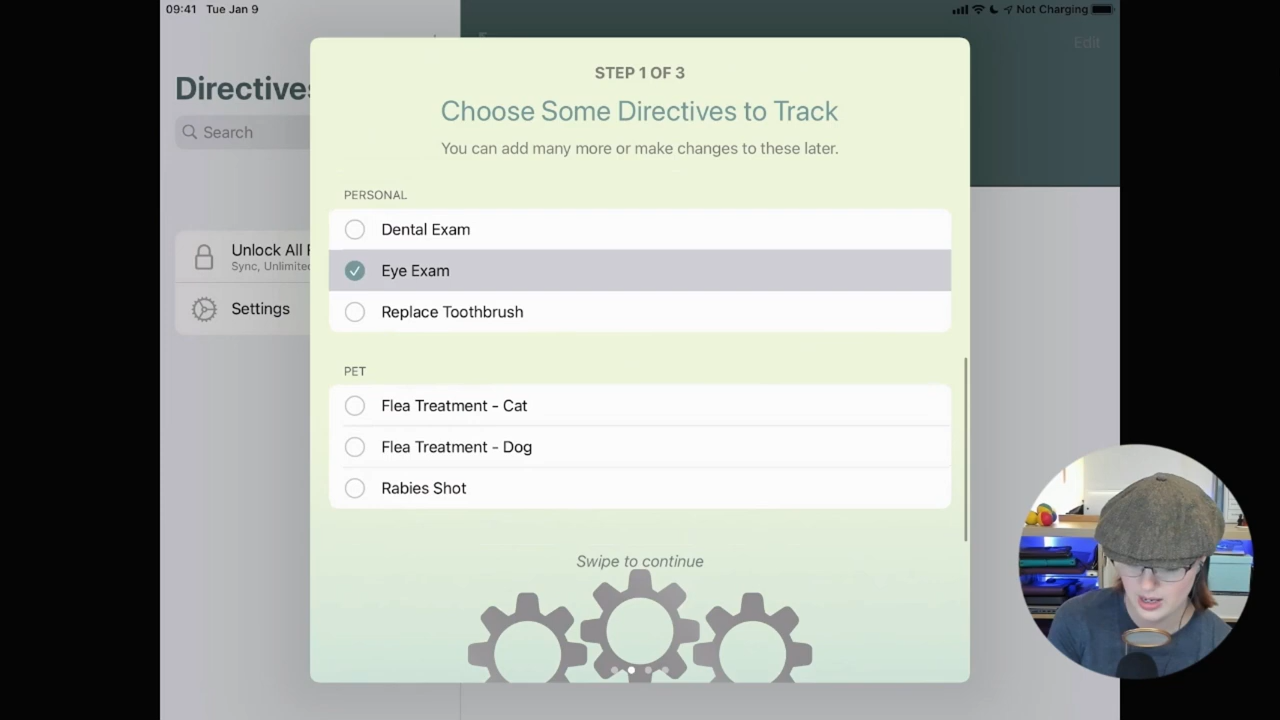 09:41 Tue Jan 9
Not Charging
Edit
Directives
Search
Unlock All
Sync, Unlimited
Settings
STEP 1 OF 3
Choose Some Directives to Track
You can add many more or make changes to these later.
PERSONAL
Dental Exam
Eye Exam
Replace Toothbrush
PET
Flea Treatment - Cat
Flea Treatment - Dog
Rabies Shot
Swipe to continue